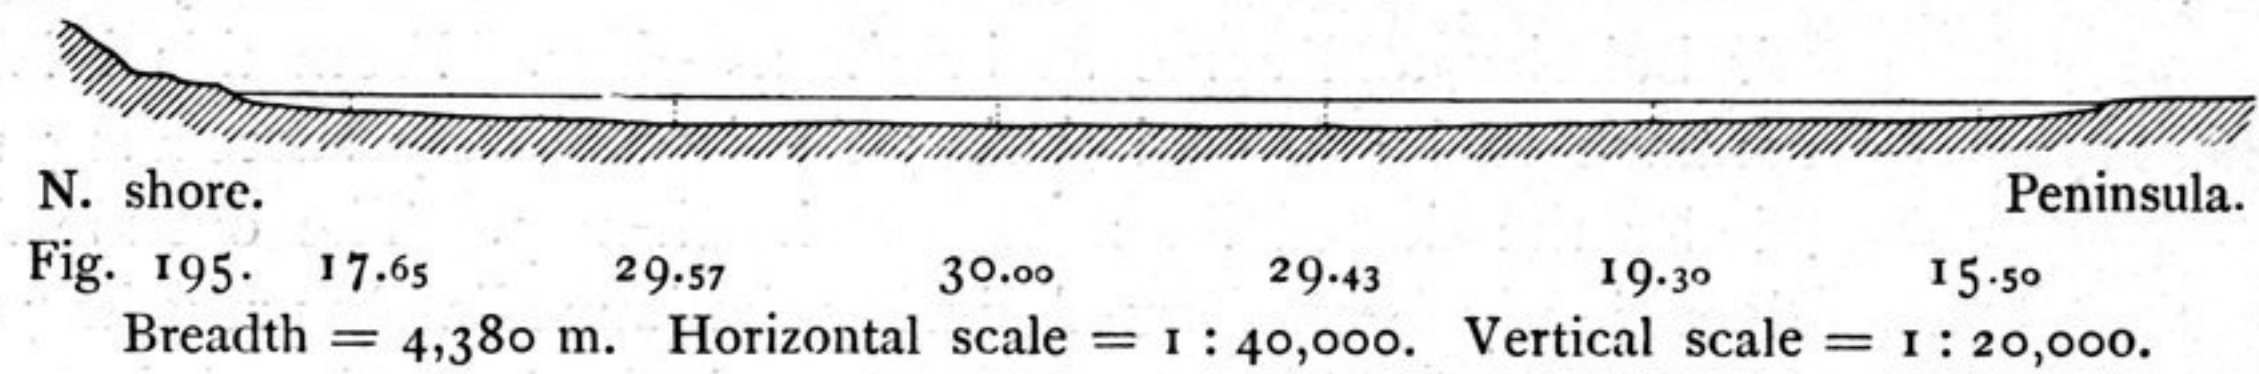 N. shore. Peninsula.
Fig. 195. 17.65 29.57 30.00 29.43 19.30 15.50
Breadth = 4,380 m. Horizontal scale = 1 : 40,000. Vertical scale = 1 : 20,000.